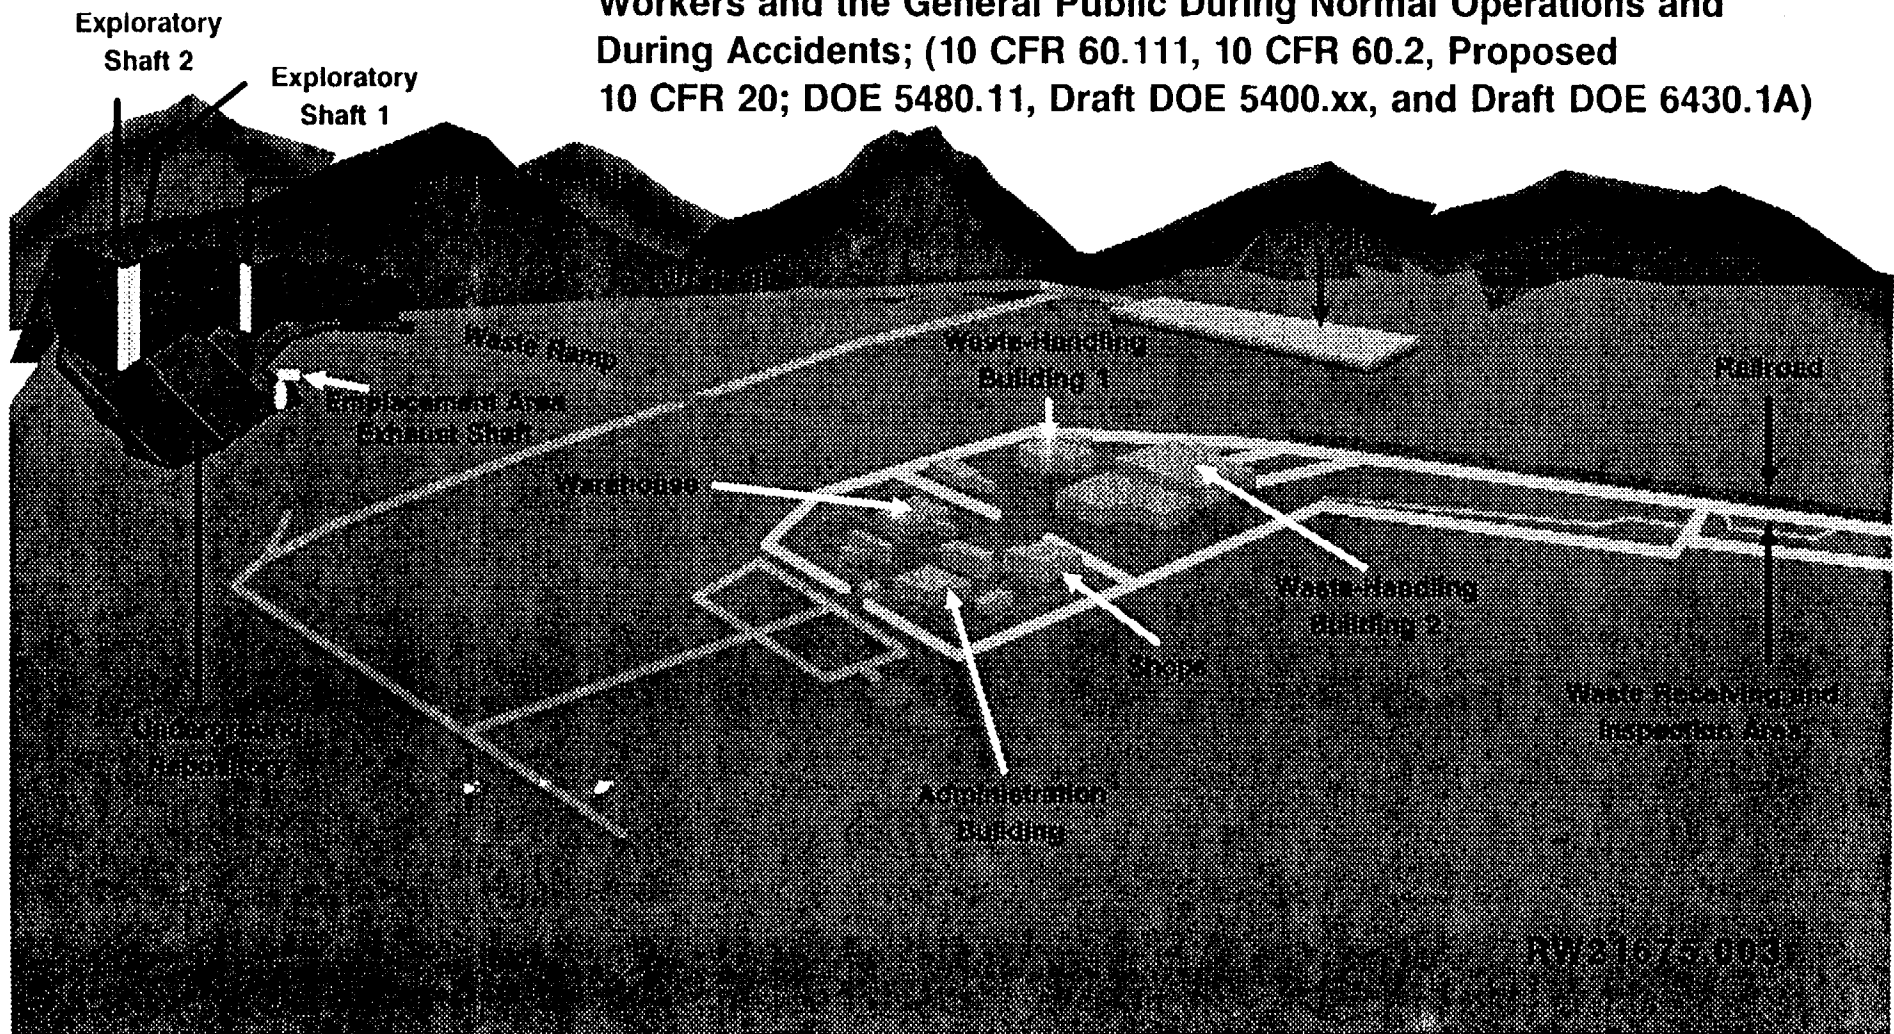 Workers and the General Public During Normal Operations and
During Accidents; (10 CFR 60.111, 10 CFR 60.2, Proposed
10 CFR 20; DOE 5480.11, Draft DOE 5400.xx, and Draft DOE 6430.1A)
Exploratory
Shaft 2
Exploratory
Shaft 1
Waste Ramp
Waste-Handling
Building 1
Railroad
Emplacement Area
Exhaust Shaft
Warehouse
Waste-Handling
Building 2
Shops
Waste Receiving and
Inspection Area
Underground
Repository
Administration
Building
RW21675.003